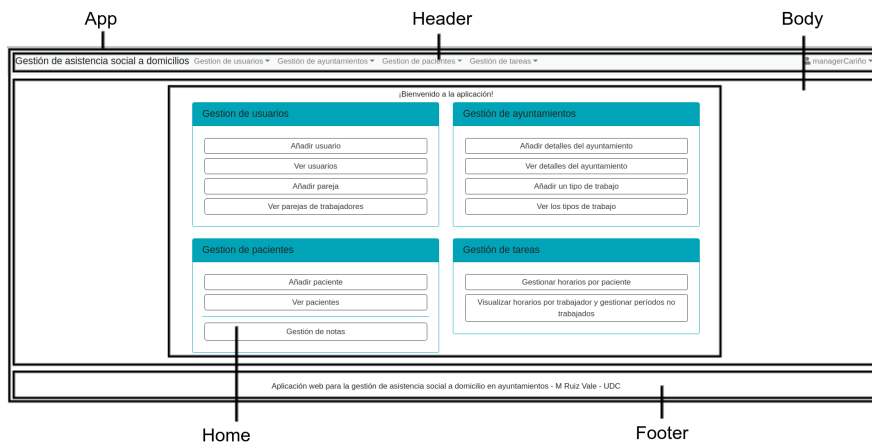 App
Header
Body
Gestión de asistencia social a domicilios Gestion de usuarios Gestión de ayuntamientos Gestion de pacientes Gestión de tareas managerCariño
¡Bienvenido a la aplicación!
Gestion de usuarios
Añadir usuario
Ver usuarios
Añadir pareja
Ver parejas de trabajadores
Gestión de ayuntamientos
Añadir detalles del ayuntamiento
Ver detalles del ayuntamiento
Añadir un tipo de trabajo
Ver los tipos de trabajo
Gestion de pacientes
Añadir paciente
Ver pacientes
Gestión de notas
Gestión de tareas
Gestionar horarios por paciente
Visualizar horarios por trabajador y gestionar períodos no
trabajados
Aplicación web para la gestión de asistencia social a domicilio en ayuntamientos - M Ruiz Vale - UDC
Home
Footer